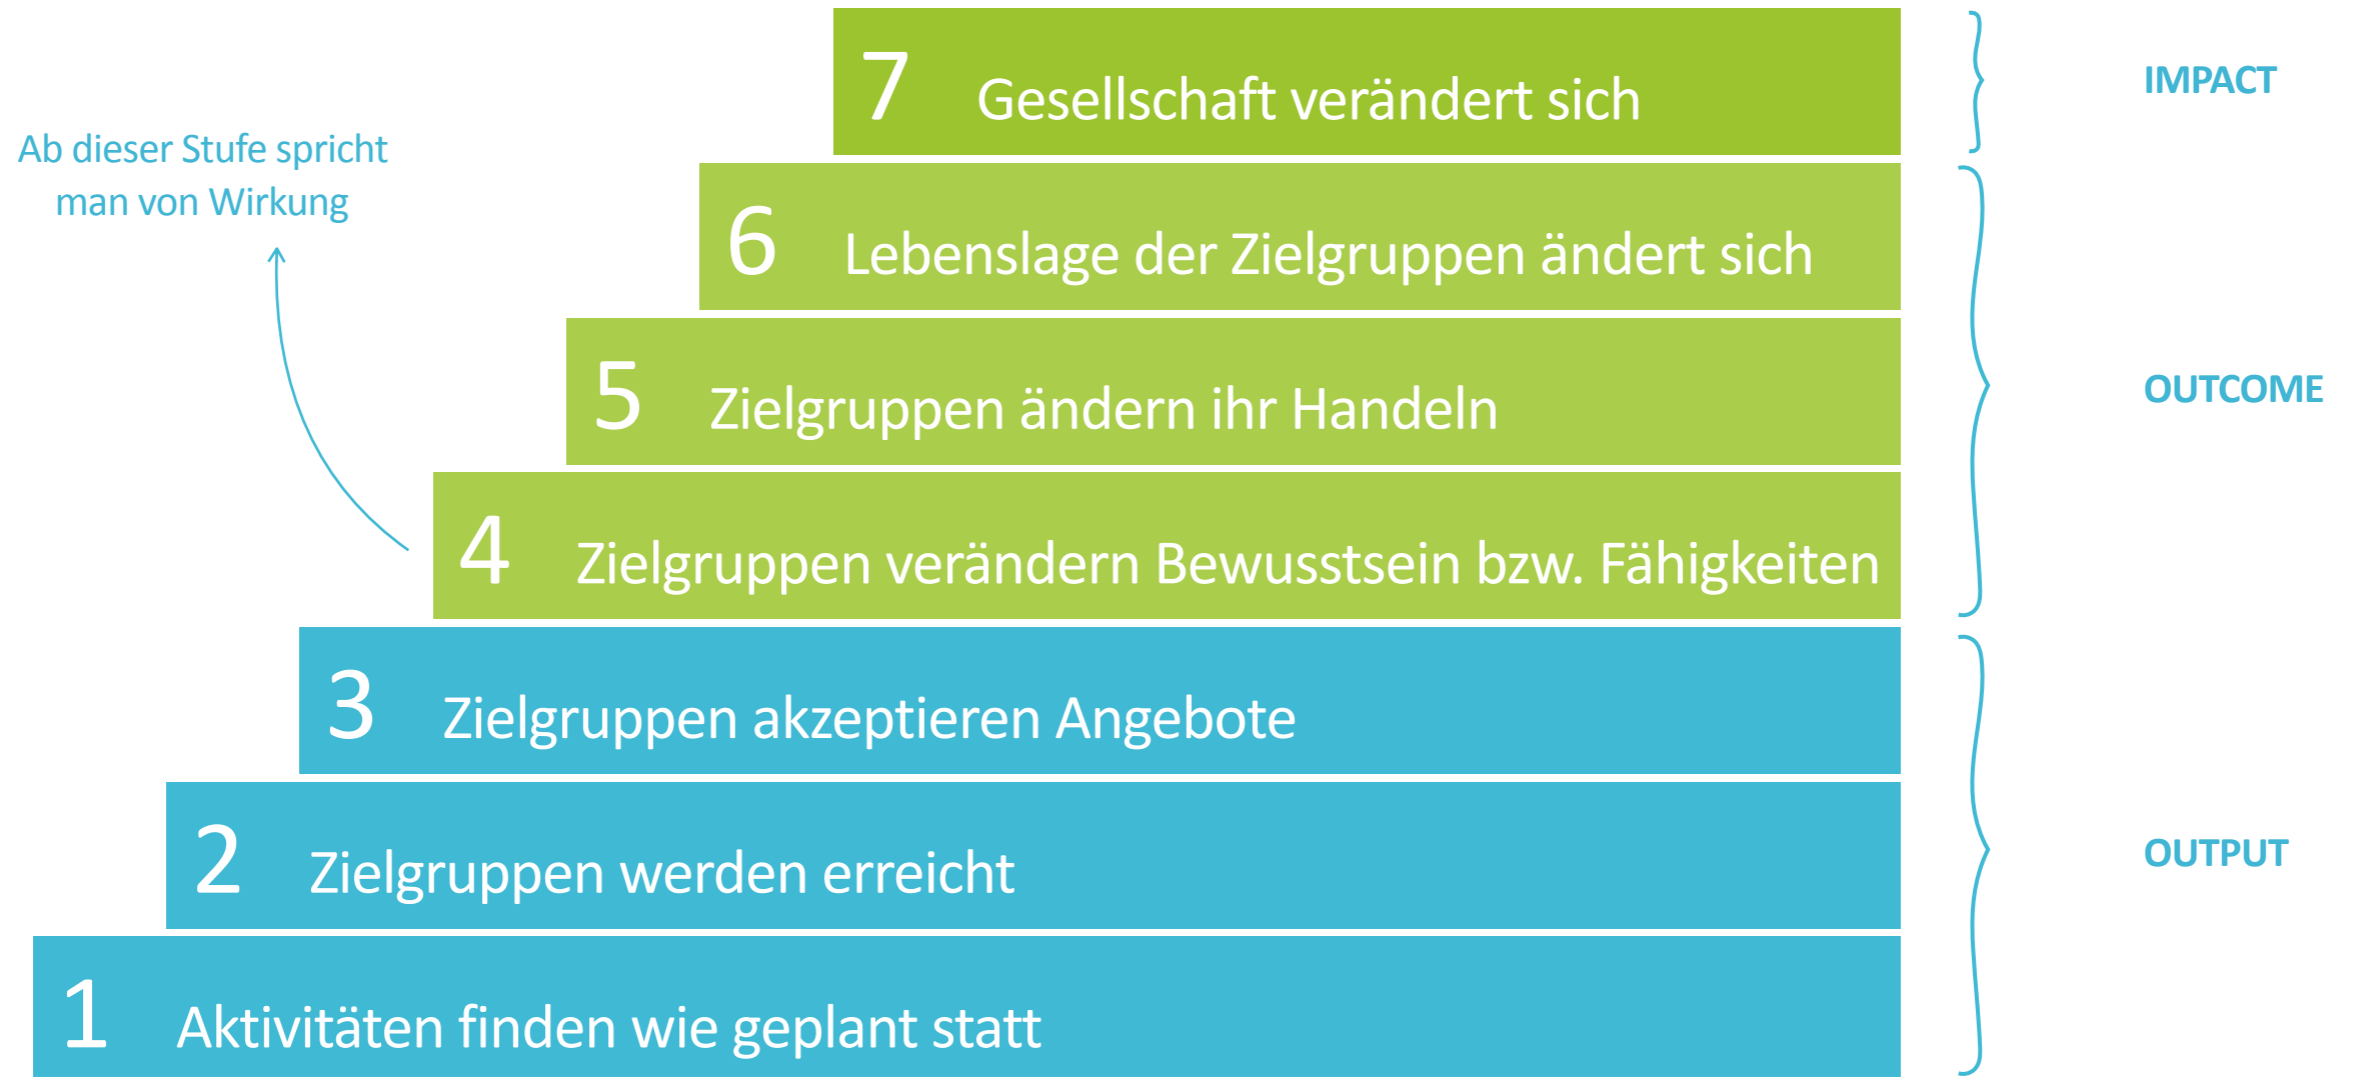 7 Gesellschaft verändert sich
IMPACT
Ab dieser Stufe spricht
man von Wirkung
6 Lebenslage der Zielgruppen ändert sich
5 Zielgruppen ändern ihr Handeln
OUTCOME
4 Zielgruppen verändern Bewusstsein bzw. Fähigkeiten
3 Zielgruppen akzeptieren Angebote
2 Zielgruppen werden erreicht
OUTPUT
1 Aktivitäten finden wie geplant statt